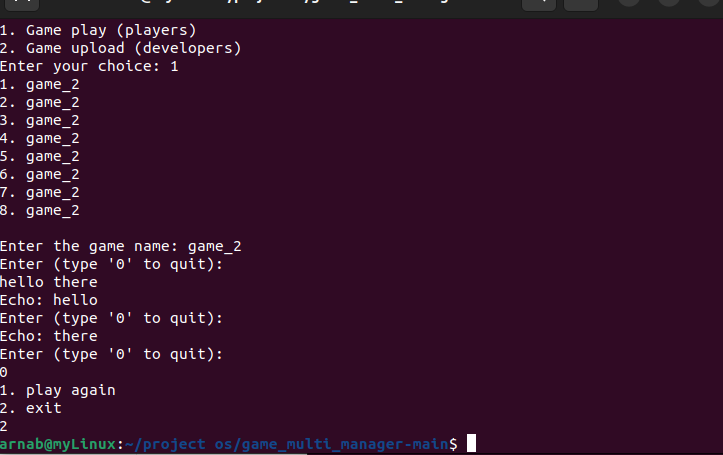 1. Game play (players)
2. Game upload (developers)
Enter your choice: 1
1. game_2
2. game_2
3. game_2
4. game_2
5. game_2
6. game_2
7. game_2
8. game_2
Enter the game name: game_2
Enter (type '0' to quit):
hello there
Echo: hello
Enter (type '0' to quit):
Echo: there
Enter (type '0' to quit):
0
1. play again
2. exit
2
arnab@myLinux:~/project os/game_multi_manager-main$